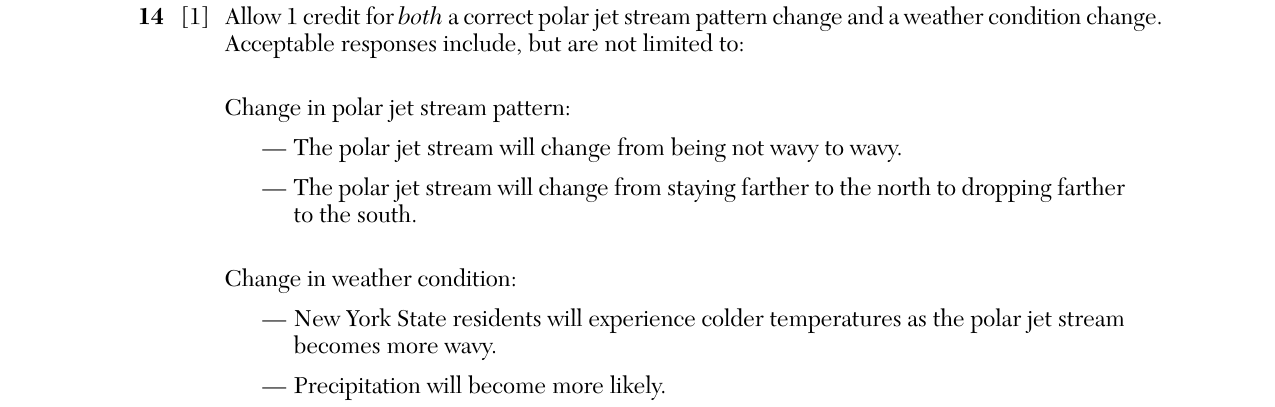 14 [1] Allow 1 credit for both a correct polar jet stream pattern change and a weather condition change.
Acceptable responses include, but are not limited to:
Change in polar jet stream pattern:
— The polar jet stream will change from being not wavy to wavy.
— The polar jet stream will change from staying farther to the north to dropping farther
to the south.
Change in weather condition:
— New York State residents will experience colder temperatures as the polar jet stream
becomes more wavy.
— Precipitation will become more likely.